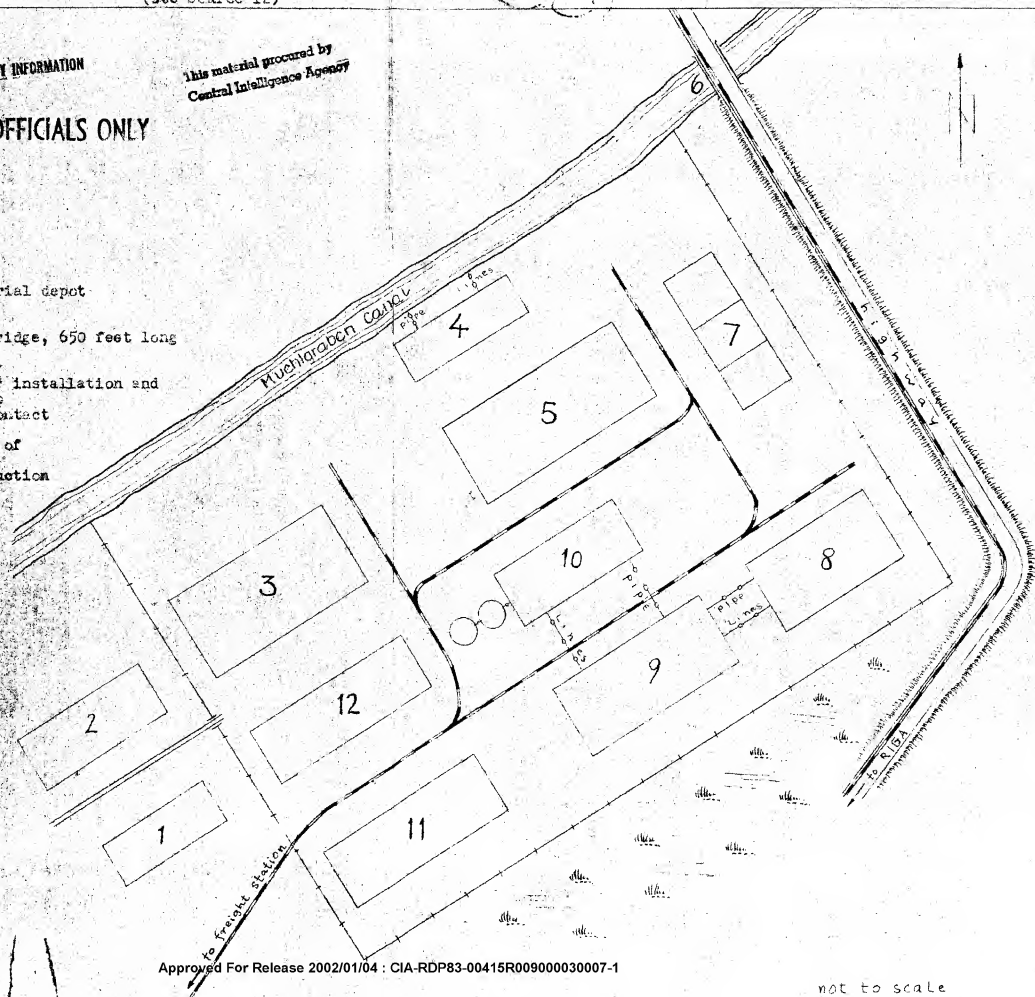 Y INFORMATION
This material procured by
Central Intelligence Agency
OFFICIALS ONLY
rial depot
ridge, 650 feet long
installation and
tact
of
uction
N
6
highway
Muehlgraben Canal
pipe lines
4
7
5
3
10
8
pipe lines
pipe lines
9
2
12
1
11
to RIGA
to freight station
Approved For Release 2002/01/04 : CIA-RDP83-00415R009000030007-1
not to scale